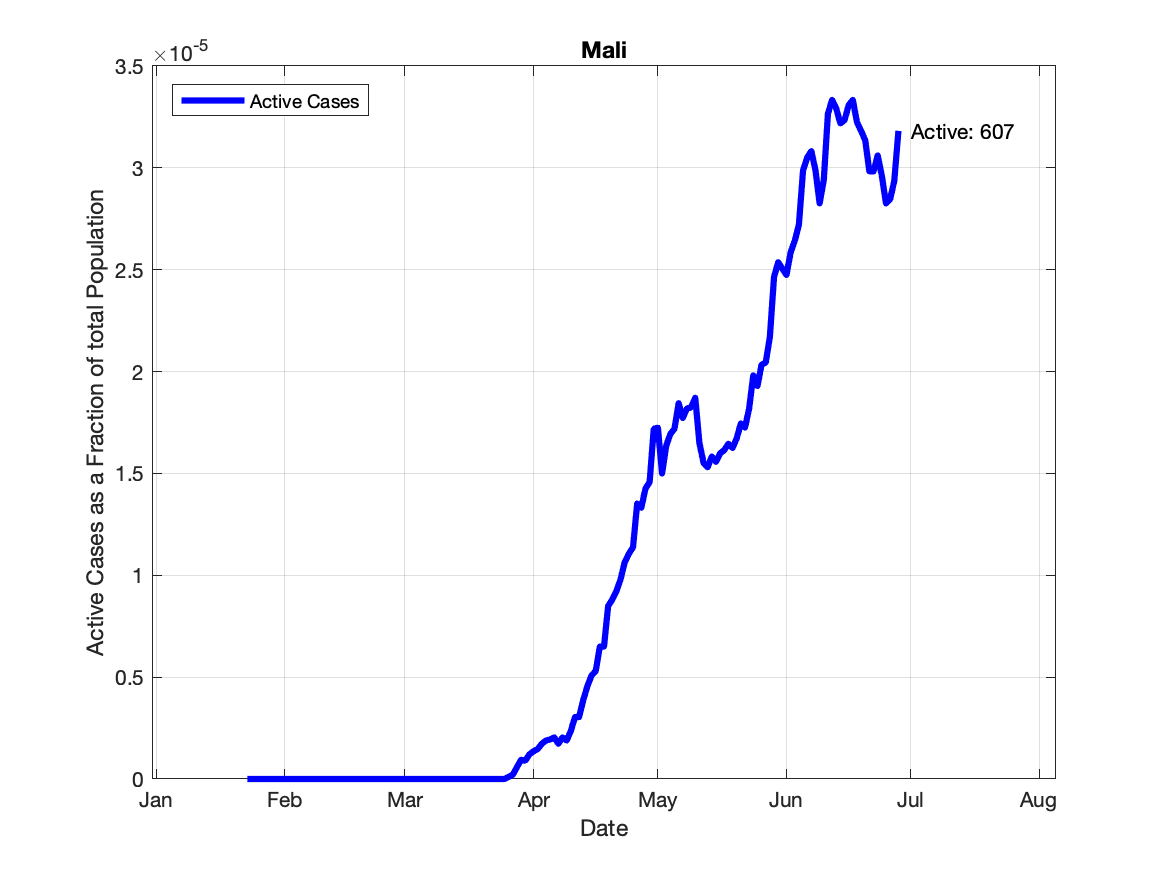 Mali
×10-5
3.5
3
2.5
2
1.5
1
0.5
0
Active Cases as a Fraction of total Population
Active Cases
Active: 607
Jan Feb Mar Apr May Jun Jul Aug
Date